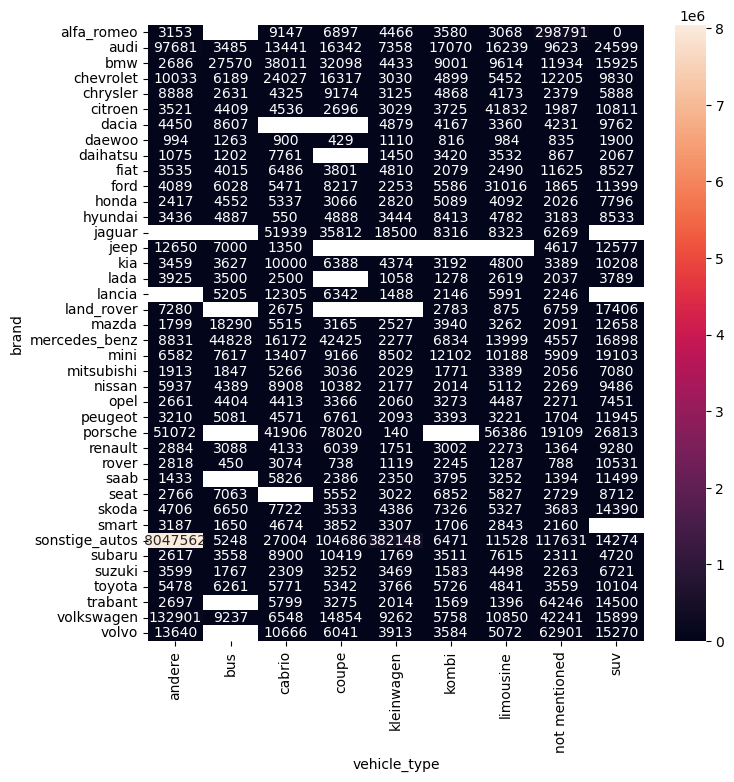 1e6
alfa_romeo 3153 9147 6897 4466 3580 3068 298791 0
audi 97681 3485 13441 16342 7358 17070 16239 9623 24599
bmw 2686 27570 38011 32098 4433 9001 9614 11934 15925
chevrolet 10033 6189 24027 16317 3030 4899 5452 12205 9830
chrysler 8888 2631 4325 9174 3125 4868 4173 2379 5888
citroen 3521 4409 4536 2696 3029 3725 41832 1987 10811
dacia 4450 8607 4879 4167 3360 4231 9762
daewoo 994 1263 900 429 1110 816 984 835 1900
daihatsu 1075 1202 7761 1450 3420 3532 867 2067
fiat 3535 4015 6486 3801 4810 2079 2490 11625 8527
ford 4089 6028 5471 8217 2253 5586 31016 1865 11399
honda 2417 4552 5337 3066 2820 5089 4092 2026 7796
hyundai 3436 4887 550 4888 3444 8413 4782 3183 8533
jaguar 51939 35812 18500 8316 8323 6269
jeep 12650 7000 1350 4617 12577
kia 3459 3627 10000 6388 4374 3192 4800 3389 10208
lada 3925 3500 2500 1058 1278 2619 2037 3789
lancia 5205 12305 6342 1488 2146 5991 2246
land_rover 7280 2675 2783 875 6759 17406
mazda 1799 18290 5515 3165 2527 3940 3262 2091 12658
mercedes_benz 8831 44828 16172 42425 2277 6834 13999 4557 16898
mini 6582 7617 13407 9166 8502 12102 10188 5909 19103
mitsubishi 1913 1847 5266 3036 2029 1771 3389 2056 7080
nissan 5937 4389 8908 10382 2177 2014 5112 2269 9486
opel 2661 4404 4413 3366 2060 3273 4487 2271 7451
peugeot 3210 5081 4571 6761 2093 3393 3221 1704 11945
porsche 51072 41906 78020 140 56386 19109 26813
renault 2884 3088 4133 6039 1751 3002 2273 1364 9280
rover 2818 450 3074 738 1119 2245 1287 788 10531
saab 1433 5826 2386 2350 3795 3252 1394 11499
seat 2766 7063 5552 3022 6852 5827 2729 8712
skoda 4706 6650 7722 3533 4386 7326 5327 3683 14390
smart 3187 1650 4674 3852 3307 1706 2843 2160
sonstige_autos 8047562 5248 27004 104686 382148 6471 11528 117631 14274
subaru 2617 3558 8900 10419 1769 3511 7615 2311 4720
suzuki 3599 1767 2309 3252 3469 1583 4498 2263 6721
toyota 5478 6261 5771 5342 3766 5726 4841 3559 10104
trabant 2697 5799 3275 2014 1569 1396 64246 14500
volkswagen 132901 9237 6548 14854 9262 5758 10850 42241 15899
volvo 13640 10666 6041 3913 3584 5072 62901 15270
brand
andere bus cabrio coupe kleinwagen kombi limousine not mentioned suv
vehicle_type
8
7
6
5
4
3
2
1
0